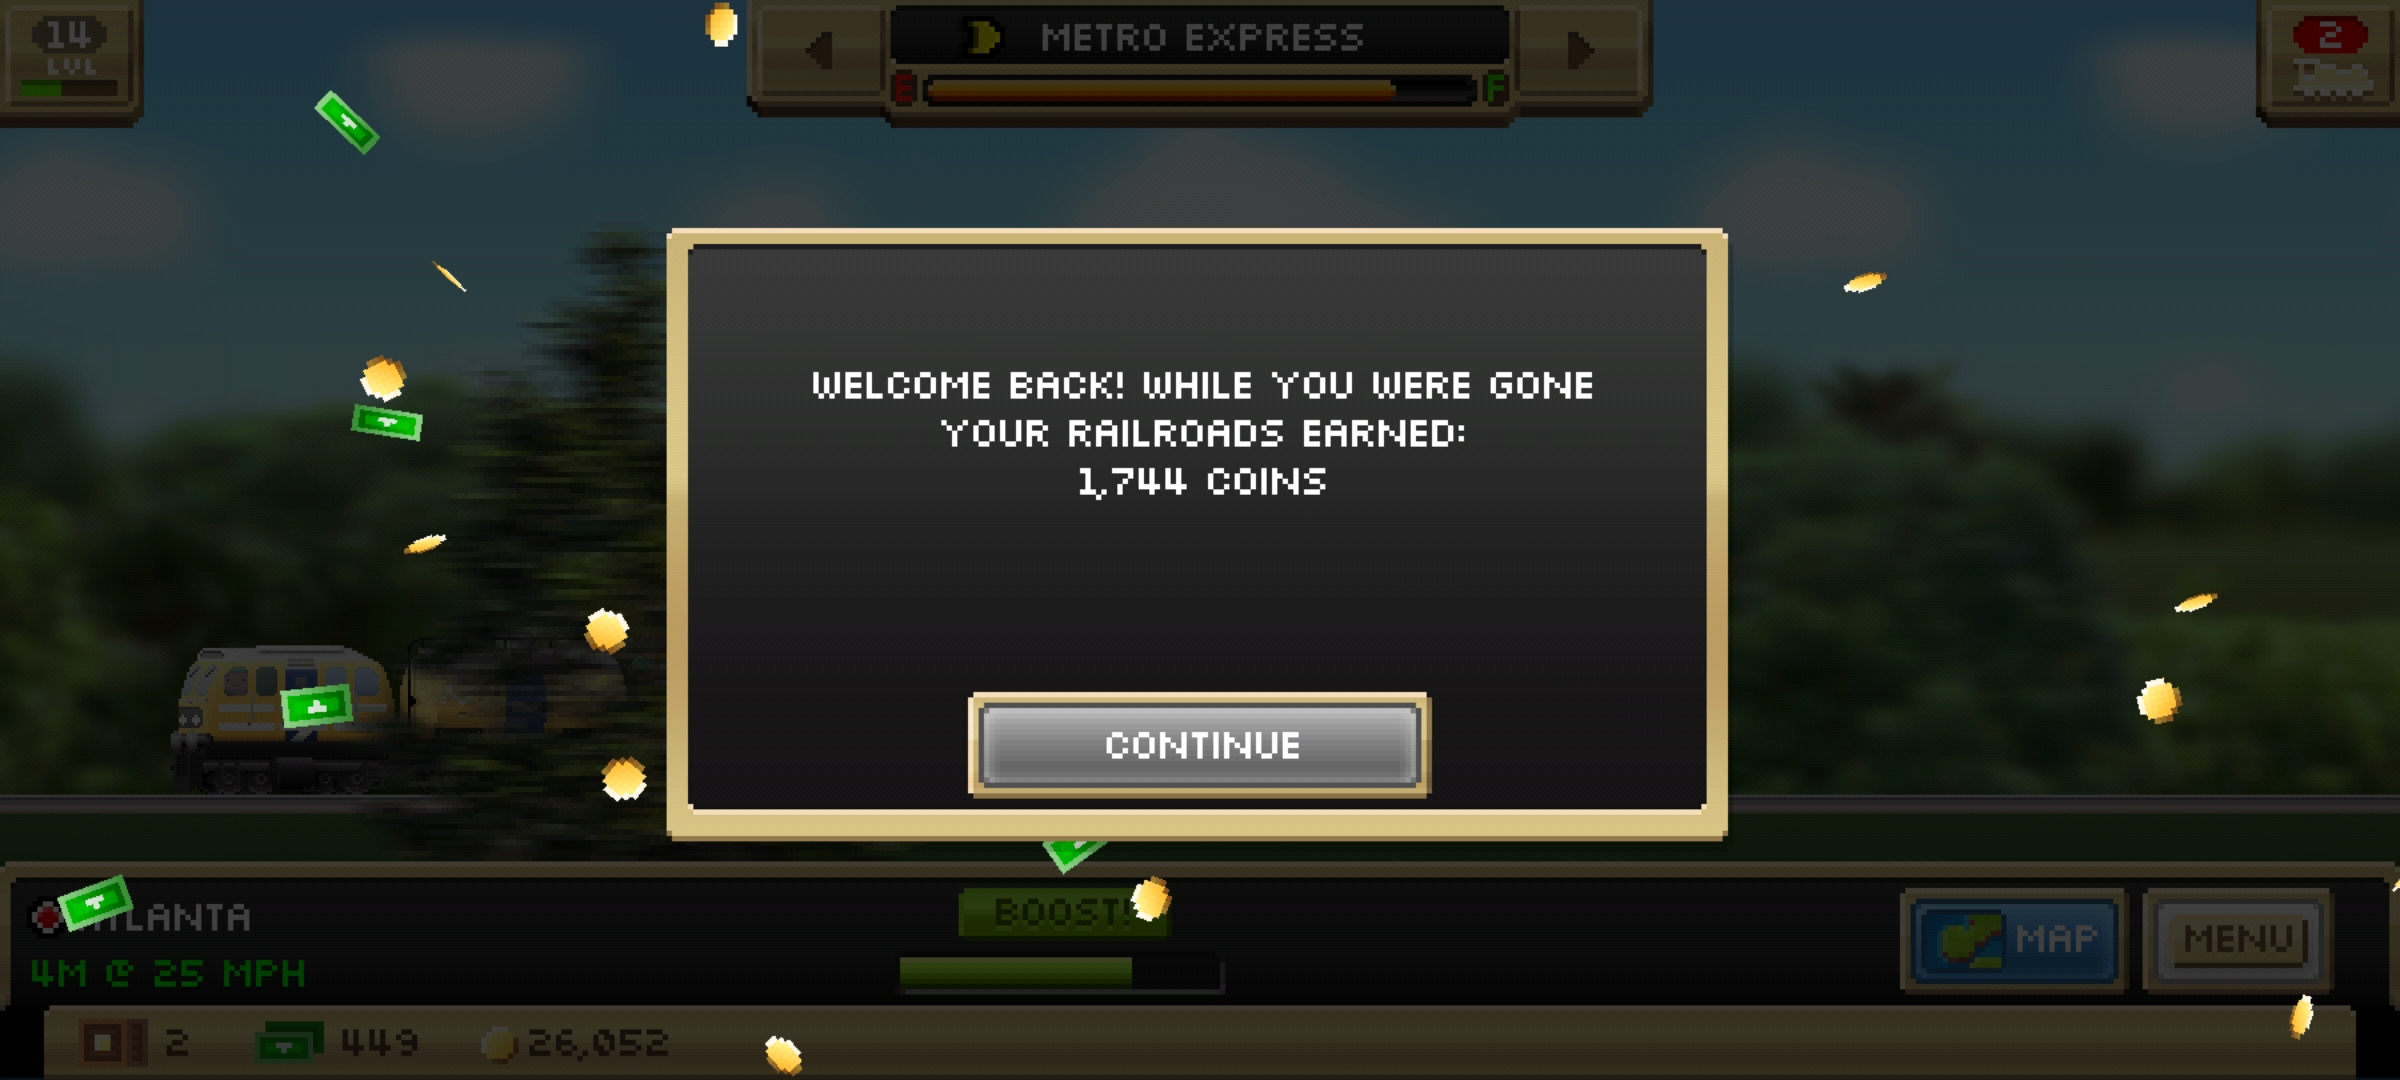 14
LVL
METRO EXPRESS
E
F
2
WELCOME BACK! WHILE YOU WERE GONE
YOUR RAILROADS EARNED:
1,744 COINS
CONTINUE
LANTA
4M @ 25 MPH
BOOST!
MAP
MENU
2
449
26,052